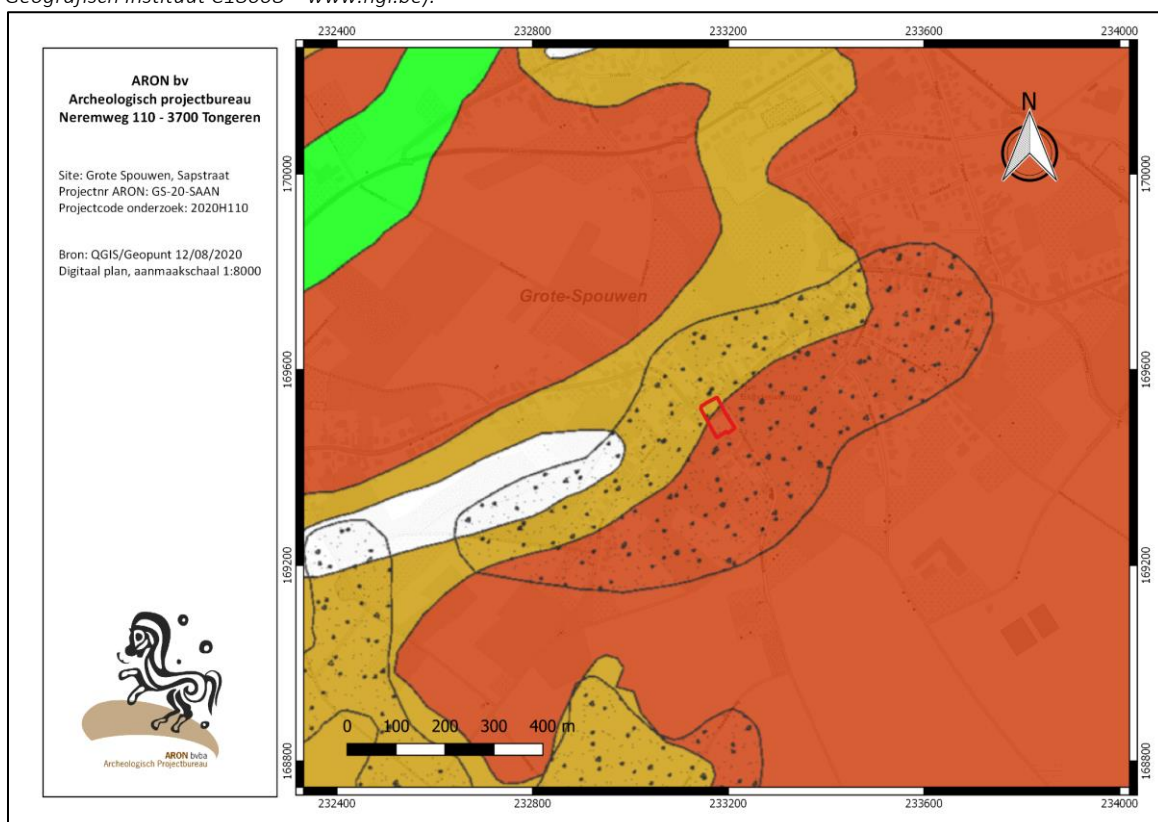 Geografisch Instituut C18008 - www.ngi.be).
ARON bv
Archeologisch projectbureau
Neremweg 110 - 3700 Tongeren
Site: Grote Spouwen, Sapstraat
Projectnr ARON: GS-20-SAAN
Projectcode onderzoek: 2020H110
Bron: QGIS/Geopunt 12/08/2020
Digitaal plan, aanmaakschaal 1:8000
ARON bvba
Archeologisch Projectbureau
232400 232800 233200 233600 234000
170000
169600
169200
168800
N
Grote-Spouwen
0 100 200 300 400 m
170000
169600
169200
168800
232400 232800 233200 233600 234000